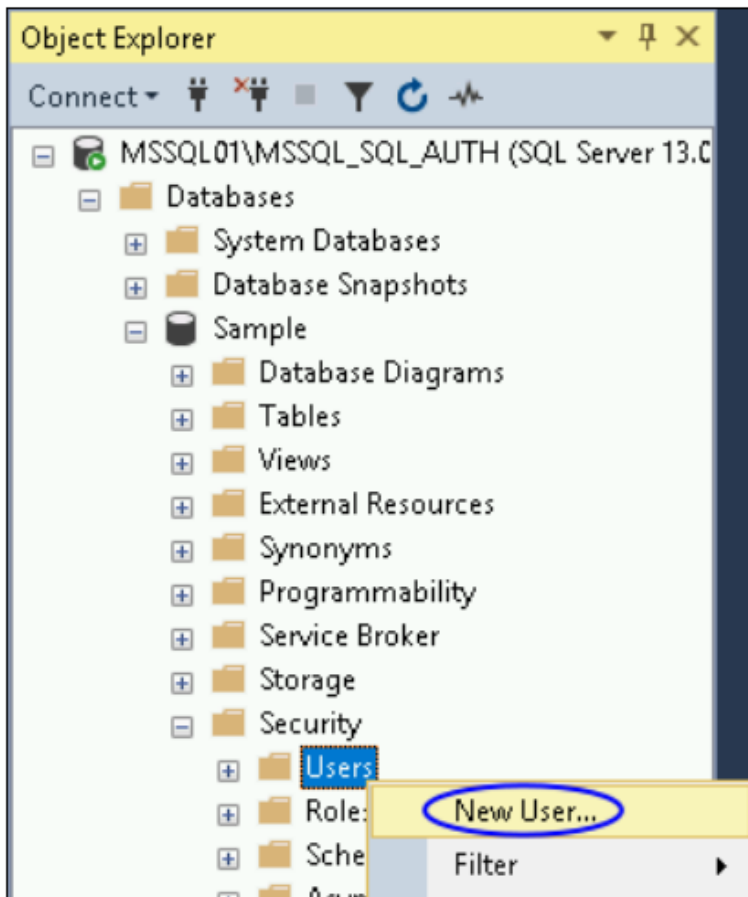 Object Explorer
Connect
MSSQL01\MSSQL_SQL_AUTH (SQL Server 13.0
Databases
System Databases
Database Snapshots
Sample
Database Diagrams
Tables
Views
External Resources
Synonyms
Programmability
Service Broker
Storage
Security
Users
New User...
Filter